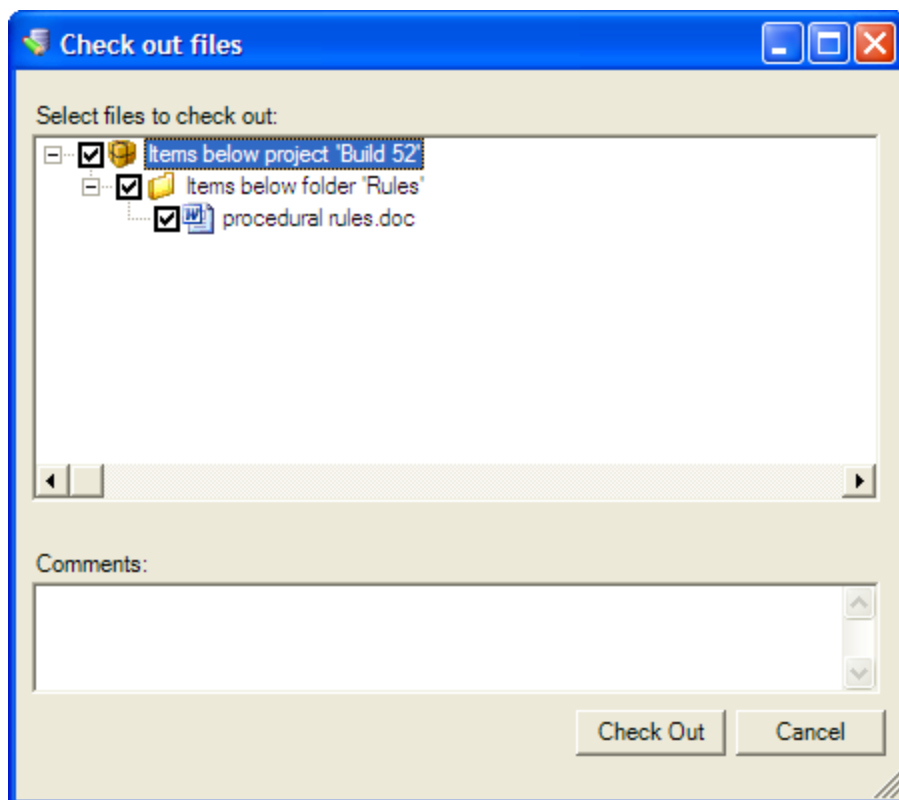 Check out files
Select files to check out:
Items below project 'Build 52'
Items below folder 'Rules'
procedural rules.doc
Comments:
Check Out Cancel